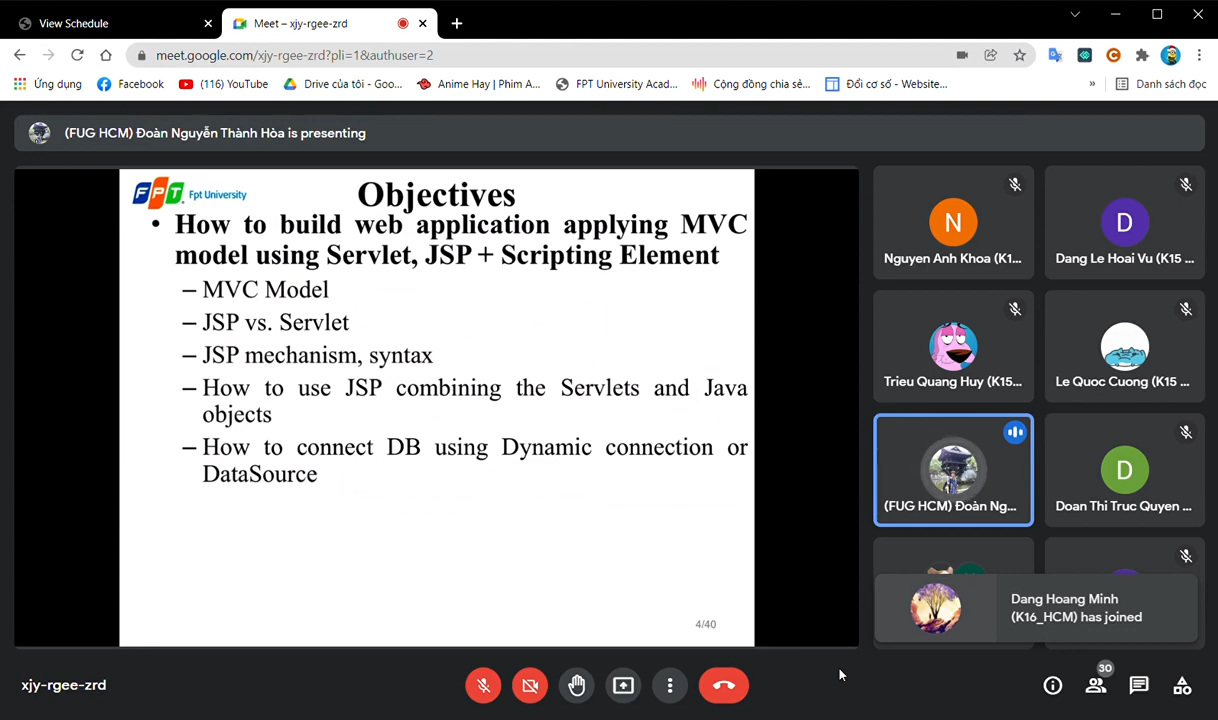 View Schedule
Meet – xjy-rgee-zrd
meet.google.com/xjy-rgee-zrd?pli=1&authuser=2
Ứng dụng
Facebook
(116) YouTube
Drive của tôi - Goo...
Anime Hay | Phim A...
FPT University Acad...
Cộng đồng chia sẻ...
Đổi cơ số - Website...
»
Danh sách đọc
(FUG HCM) Đoàn Nguyễn Thành Hòa is presenting
FPT Fpt University
Objectives
• How to build web application applying MVC
model using Servlet, JSP + Scripting Element
– MVC Model
– JSP vs. Servlet
– JSP mechanism, syntax
– How to use JSP combining the Servlets and Java
objects
– How to connect DB using Dynamic connection or
DataSource
4/40
N
Nguyen Anh Khoa (K1...
D
Dang Le Hoai Vu (K15 ...
Trieu Quang Huy (K15...
Le Quoc Cuong (K15 ...
(FUG HCM) Đoàn Ng...
D
Doan Thi Truc Quyen ...
Dang Hoang Minh
(K16_HCM) has joined
xjy-rgee-zrd
30